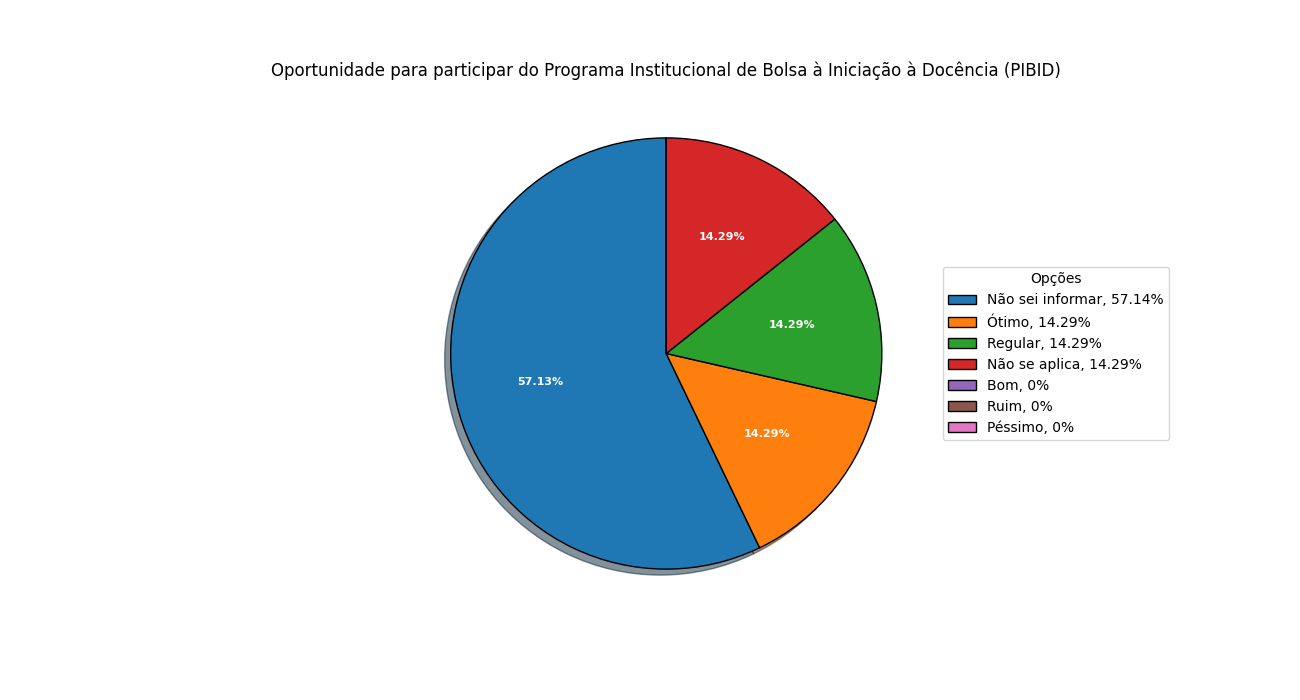 Oportunidade para participar do Programa Institucional de Bolsa à Iniciação à Docência (PIBID)
14.29%
14.29%
57.13%
14.29%
Opções
Não sei informar, 57.14%
Ótimo, 14.29%
Regular, 14.29%
Não se aplica, 14.29%
Bom, 0%
Ruim, 0%
Péssimo, 0%